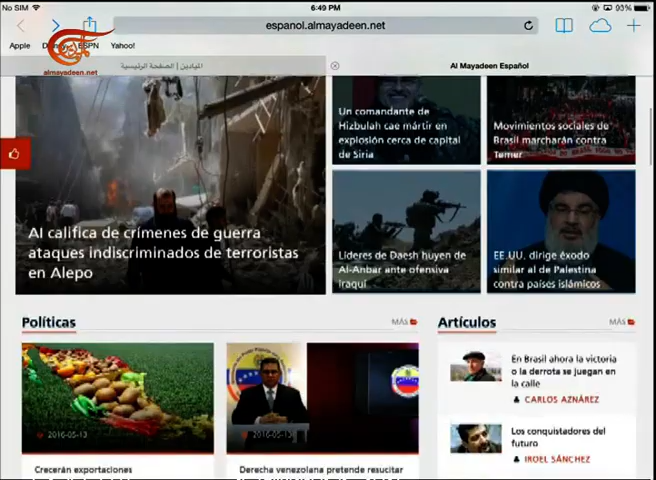 No SIM
6:49 PM
93%
espanol.almayadeen.net
Apple
ESPN
Yahoo!
almayadeen.net
الميادين | الصفحة الرئيسية
Al Mayadeen Español
Un comandante de
Hizbulah cae mártir en
explosión cerca de capital
de Siria
Movimientos sociales de
Brasil marcharán contra
Temer
Al califica de crímenes de guerra
ataques indiscriminados de terroristas
en Alepo
Líderes de Daesh huyen de
Al-Anbar ante ofensiva
iraquí
EE.UU. dirige éxodo
similar al de Palestina
contra países islámicos
Políticas
MÁS
Artículos
MÁS
2016-05-13
2016-05-13
En Brasil ahora la victoria
o la derrota se juegan en
la calle
CARLOS AZNÁREZ
Los conquistadores del
futuro
IROEL SÁNCHEZ
Crecerán exportaciones
Derecha venezolana pretende resucitar